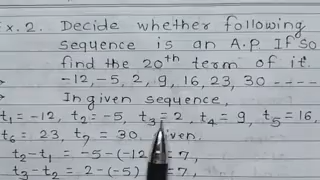 Ex. 2. Decide whether following
sequence is an A.P If So
find the 20th term of it.
-12, -5, 2, 9, 16, 23, 30 ----
In given sequence,
t₁ = -12, t₂ = -5, t₃ = 2, t₄ = 9, t₅ = 16,
t₆ = 23, t₇ = 30 given
t₂-t₁ = -5-(-12) = 7,
t₃-t₂ = 2-(-5) = 7,